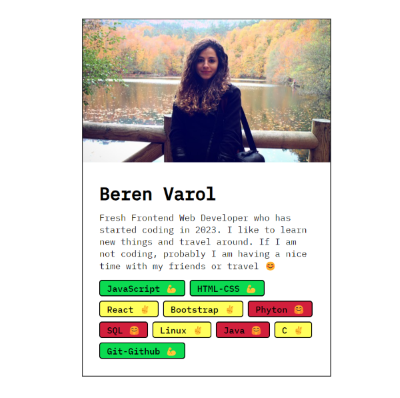 Beren Varol
Fresh Frontend Web Developer who has
started coding in 2023. I like to learn
new things and travel around. If I am
not coding, probably I am having a nice
time with my friends or travel 😊
JavaScript 💪 HTML-CSS 💪
React ✌️ Bootstrap ✌️ Phyton 🤗
SQL 🤗 Linux ✌️ Java 🤗 C ✌️
Git-Github 💪